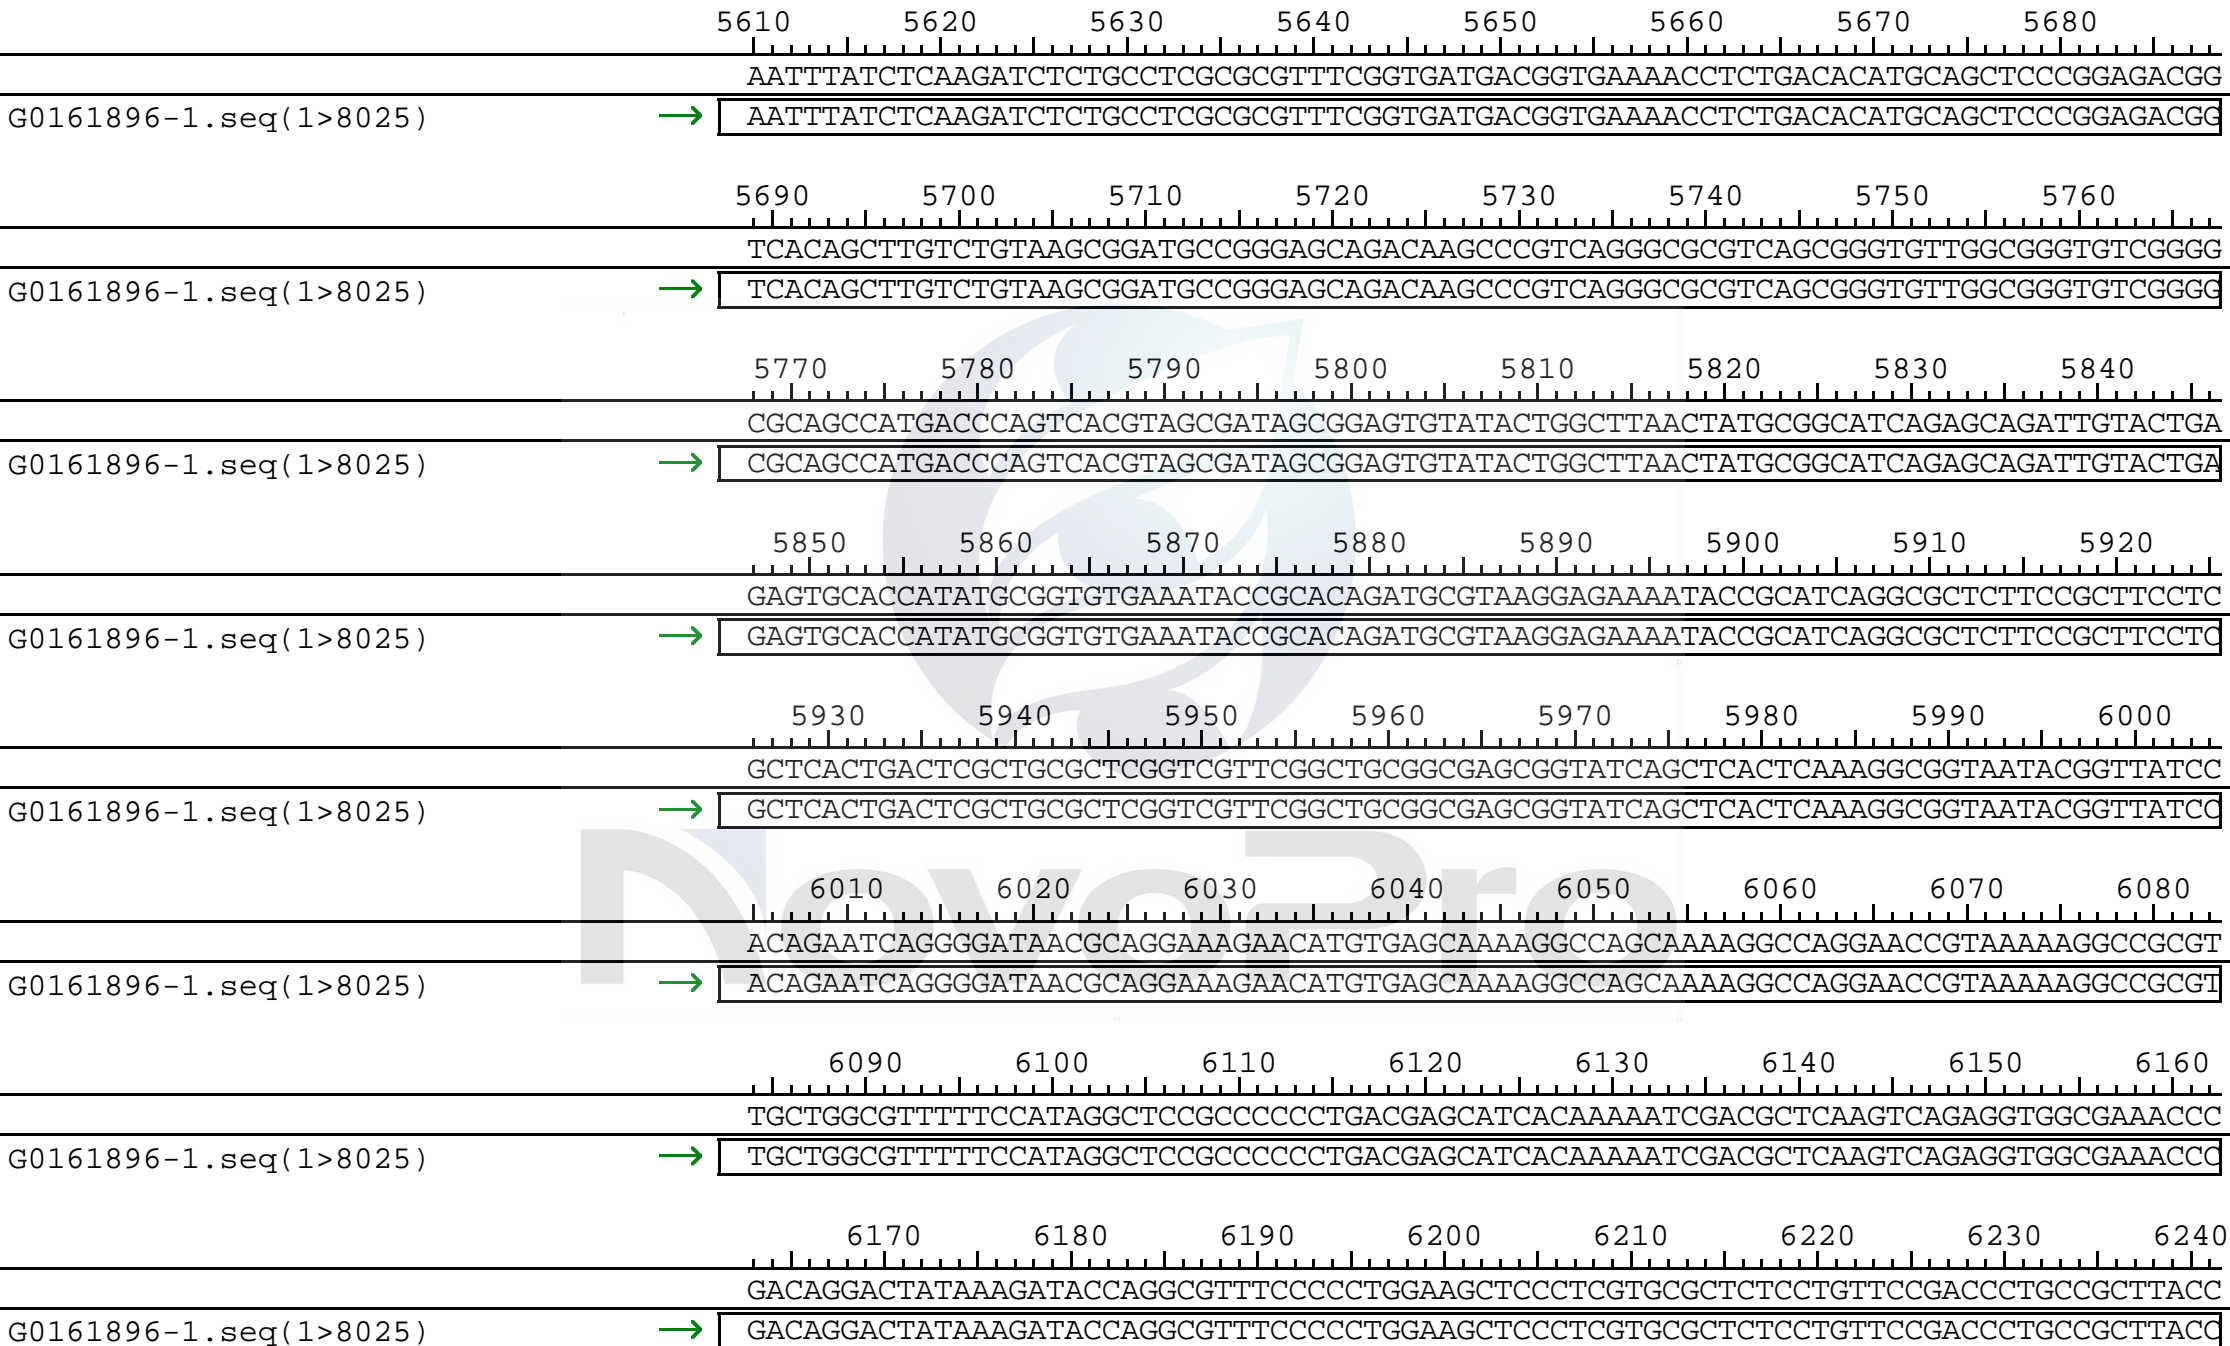 5610 5620 5630 5640 5650 5660 5670 5680
AATTTATCTCAAGATCTCTGCCTCGCGCGTTTCGGTGATGACGGTGAAAACCTCTGACACATGCAGCTCCCGGAGACGG
G0161896-1.seq(1>8025) → AATTTATCTCAAGATCTCTGCCTCGCGCGTTTCGGTGATGACGGTGAAAACCTCTGACACATGCAGCTCCCGGAGACGG
5690 5700 5710 5720 5730 5740 5750 5760
TCACAGCTTGTCTGTAAGCGGATGCCGGGAGCAGACAAGCCCGTCAGGGCGCGTCAGCGGGTGTTGGCGGGTGTCGGGG
G0161896-1.seq(1>8025) → TCACAGCTTGTCTGTAAGCGGATGCCGGGAGCAGACAAGCCCGTCAGGGCGCGTCAGCGGGTGTTGGCGGGTGTCGGGG
5770 5780 5790 5800 5810 5820 5830 5840
CGCAGCCATGACCCAGTCACGTAGCGATAGCGGAGTGTATACTGGCTTAACTATGCGGCATCAGAGCAGATTGTACTGA
G0161896-1.seq(1>8025) → CGCAGCCATGACCCAGTCACGTAGCGATAGCGGAGTGTATACTGGCTTAACTATGCGGCATCAGAGCAGATTGTACTGA
5850 5860 5870 5880 5890 5900 5910 5920
GAGTGCACCATATGCGGTGTGAAATACCGCACAGATGCGTAAGGAGAAAATACCGCATCAGGCGCTCTTCCGCTTCCTC
G0161896-1.seq(1>8025) → GAGTGCACCATATGCGGTGTGAAATACCGCACAGATGCGTAAGGAGAAAATACCGCATCAGGCGCTCTTCCGCTTCCTC
5930 5940 5950 5960 5970 5980 5990 6000
GCTCACTGACTCGCTGCGCTCGGTCGTTCGGCTGCGGCGAGCGGTATCAGCTCACTCAAAGGCGGTAATACGGTTATCC
G0161896-1.seq(1>8025) → GCTCACTGACTCGCTGCGCTCGGTCGTTCGGCTGCGGCGAGCGGTATCAGCTCACTCAAAGGCGGTAATACGGTTATCC
NovoPro
6010 6020 6030 6040 6050 6060 6070 6080
ACAGAATCAGGGGATAACGCAGGAAAGAACATGTGAGCAAAAGGCCAGCAAAAGGCCAGGAACCGTAAAAAGGCCGCGT
G0161896-1.seq(1>8025) → ACAGAATCAGGGGATAACGCAGGAAAGAACATGTGAGCAAAAGGCCAGCAAAAGGCCAGGAACCGTAAAAAGGCCGCGT
6090 6100 6110 6120 6130 6140 6150 6160
TGCTGGCGTTTTTCCATAGGCTCCGCCCCCCTGACGAGCATCACAAAAATCGACGCTCAAGTCAGAGGTGGCGAAACCC
G0161896-1.seq(1>8025) → TGCTGGCGTTTTTCCATAGGCTCCGCCCCCCTGACGAGCATCACAAAAATCGACGCTCAAGTCAGAGGTGGCGAAACCC
6170 6180 6190 6200 6210 6220 6230 6240
GACAGGACTATAAAGATACCAGGCGTTTCCCCCTGGAAGCTCCCTCGTGCGCTCTCCTGTTCCGACCCTGCCGCTTACC
G0161896-1.seq(1>8025) → GACAGGACTATAAAGATACCAGGCGTTTCCCCCTGGAAGCTCCCTCGTGCGCTCTCCTGTTCCGACCCTGCCGCTTACC